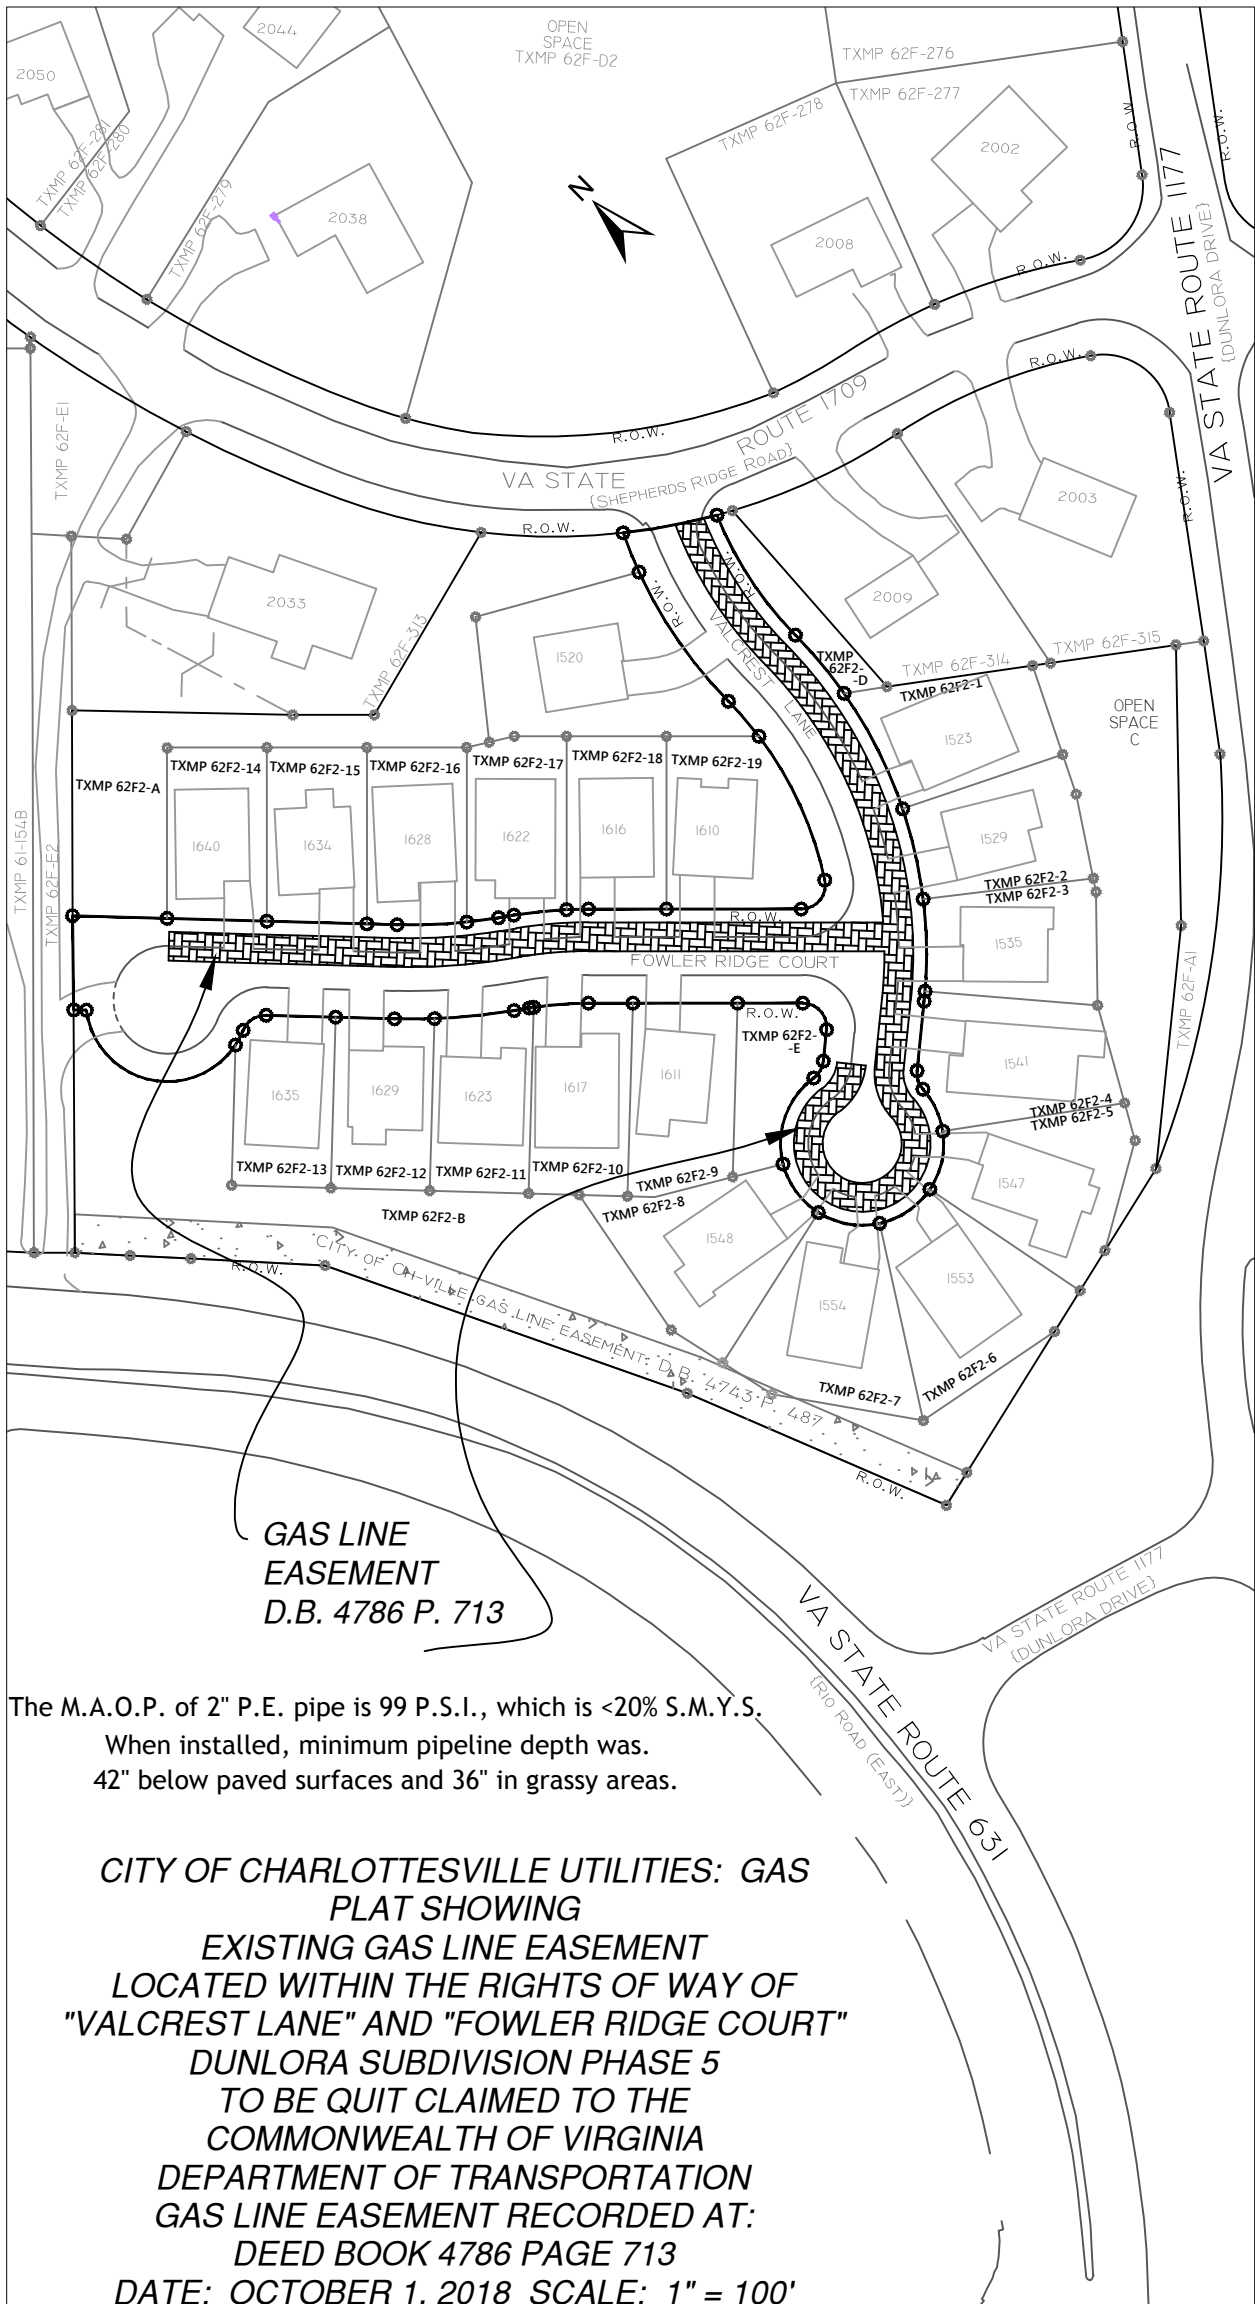 2044
OPEN
SPACE
TXMP 62F-D2
2050
TXMP 62F-276
TXMP 62F-277
TXMP 62F-278
R.O.W.
R.O.W.
2002
TXMP 62F-281
TXMP 62F-280
TXMP 62F-279
N
2038
2008
R.O.W.
VA STATE ROUTE 1177
{DUNLORA DRIVE}
R.O.W.
TXMP 62F-E1
R.O.W.
ROUTE 1709
VA STATE
{SHEPHERDS RIDGE ROAD}
2003
R.O.W.
R.O.W.
R.O.W.
R.O.W.
2033
2009
TXMP 62F-313
1520
VALCREST LANE
TXMP
62F2-
-D
TXMP 62F-314
TXMP 62F-315
TXMP 62F2-1
OPEN
SPACE
C
1523
TXMP 62F2-A
TXMP 62F2-14
TXMP 62F2-15
TXMP 62F2-16
TXMP 62F2-17
TXMP 62F2-18
TXMP 62F2-19
1640
1634
1628
1622
1616
1610
1529
TXMP 61-154B
TXMP 62F-E2
TXMP 62F2-2
TXMP 62F2-3
R.O.W.
1535
FOWLER RIDGE COURT
TXMP 62F-A1
R.O.W.
TXMP 62F2-
-E
1635
1629
1623
1617
1611
1541
TXMP 62F2-4
TXMP 62F2-5
TXMP 62F2-13
TXMP 62F2-12
TXMP 62F2-11
TXMP 62F2-10
TXMP 62F2-9
TXMP 62F2-8
1547
TXMP 62F2-B
1548
1553
1554
R.O.W.
CITY OF CH-VILLE GAS LINE EASEMENT: D.B. 4743 P. 487
TXMP 62F2-7
TXMP 62F2-6
R.O.W.
GAS LINE
EASEMENT
D.B. 4786 P. 713
VA STATE ROUTE 1177
{DUNLORA DRIVE}
VA STATE ROUTE 631
{RIO ROAD (EAST)}
The M.A.O.P. of 2" P.E. pipe is 99 P.S.I., which is <20% S.M.Y.S.
When installed, minimum pipeline depth was.
42" below paved surfaces and 36" in grassy areas.
CITY OF CHARLOTTESVILLE UTILITIES: GAS
PLAT SHOWING
EXISTING GAS LINE EASEMENT
LOCATED WITHIN THE RIGHTS OF WAY OF
"VALCREST LANE" AND "FOWLER RIDGE COURT"
DUNLORA SUBDIVISION PHASE 5
TO BE QUIT CLAIMED TO THE
COMMONWEALTH OF VIRGINIA
DEPARTMENT OF TRANSPORTATION
GAS LINE EASEMENT RECORDED AT:
DEED BOOK 4786 PAGE 713
DATE: OCTOBER 1, 2018 SCALE: 1" = 100'